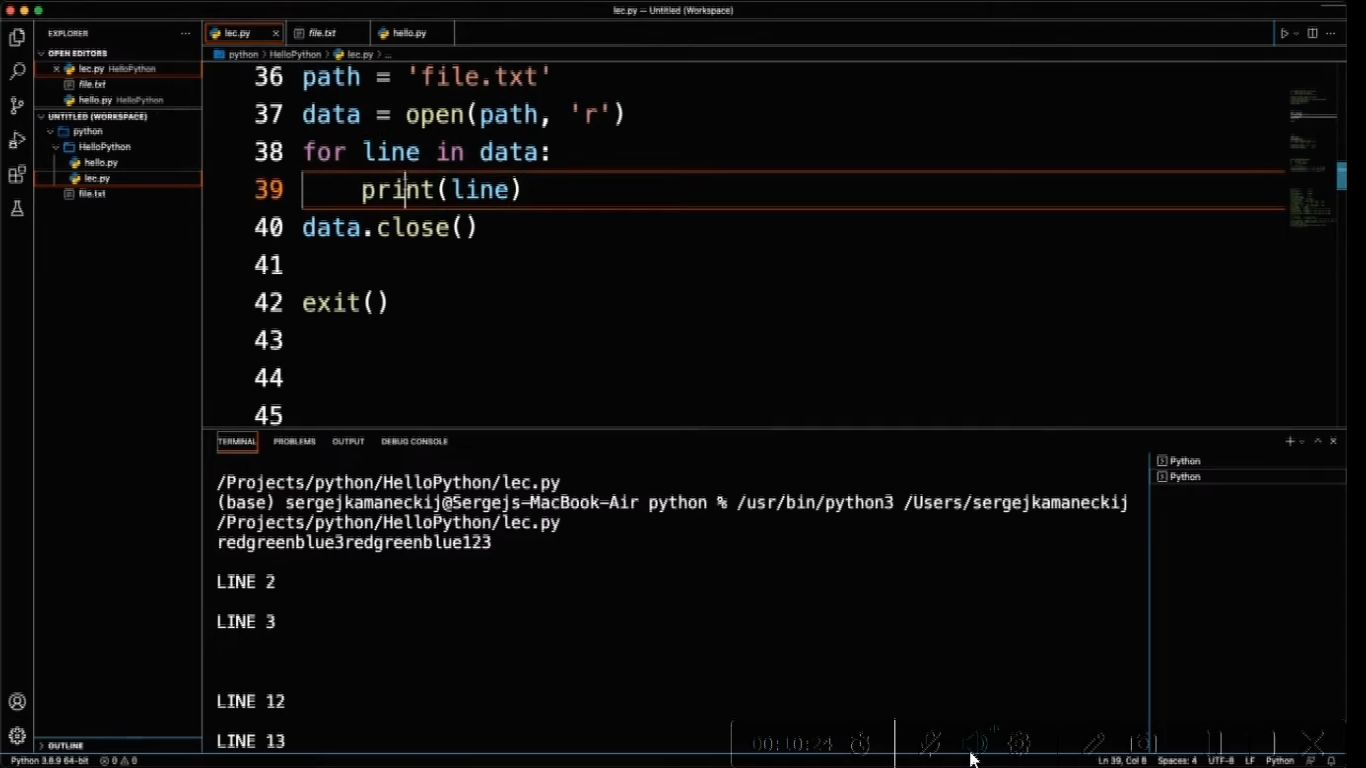 lec.py — Untitled (Workspace)
EXPLORER
lec.py
file.txt
hello.py
OPEN EDITORS
python > HelloPython > lec.py > ...
lec.py HelloPython
file.txt
hello.py HelloPython
UNTITLED (WORKSPACE)
python
HelloPython
hello.py
lec.py
file.txt
36 path = 'file.txt'
37 data = open(path, 'r')
38 for line in data:
39     print(line)
40 data.close()
41
42 exit()
43
44
45
TERMINAL PROBLEMS OUTPUT DEBUG CONSOLE
/Projects/python/HelloPython/lec.py
(base) sergejkamaneckij@Sergejs-MacBook-Air python % /usr/bin/python3 /Users/sergejkamaneckij
/Projects/python/HelloPython/lec.py
redgreenblue3redgreenblue123
LINE 2
LINE 3
LINE 12
LINE 13
Python
Python
00:10:24
OUTLINE
Python 3.8.9 64-bit 0 0 Ln 39, Col 8 Spaces: 4 UTF-8 LF Python